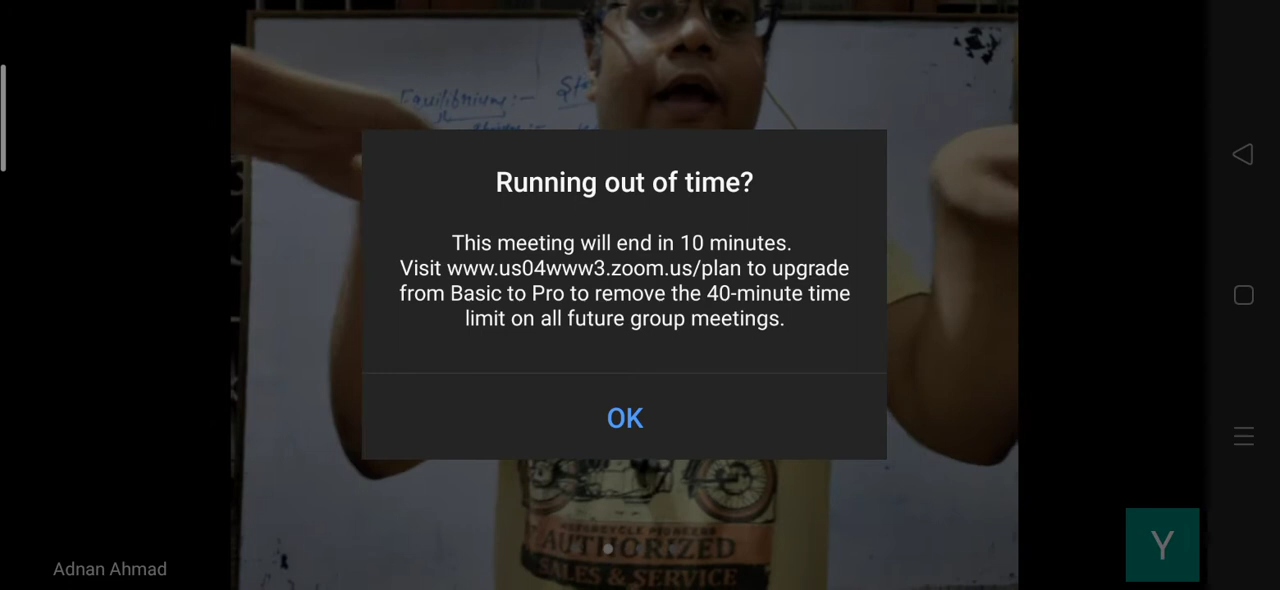 Equilibrium :-
Running out of time?
This meeting will end in 10 minutes.
Visit www.us04www3.zoom.us/plan to upgrade
from Basic to Pro to remove the 40-minute time
limit on all future group meetings.
OK
MOTORCYCLE PIONEERS
AUTHORIZED
SALES & SERVICE
Adnan Ahmad
Y